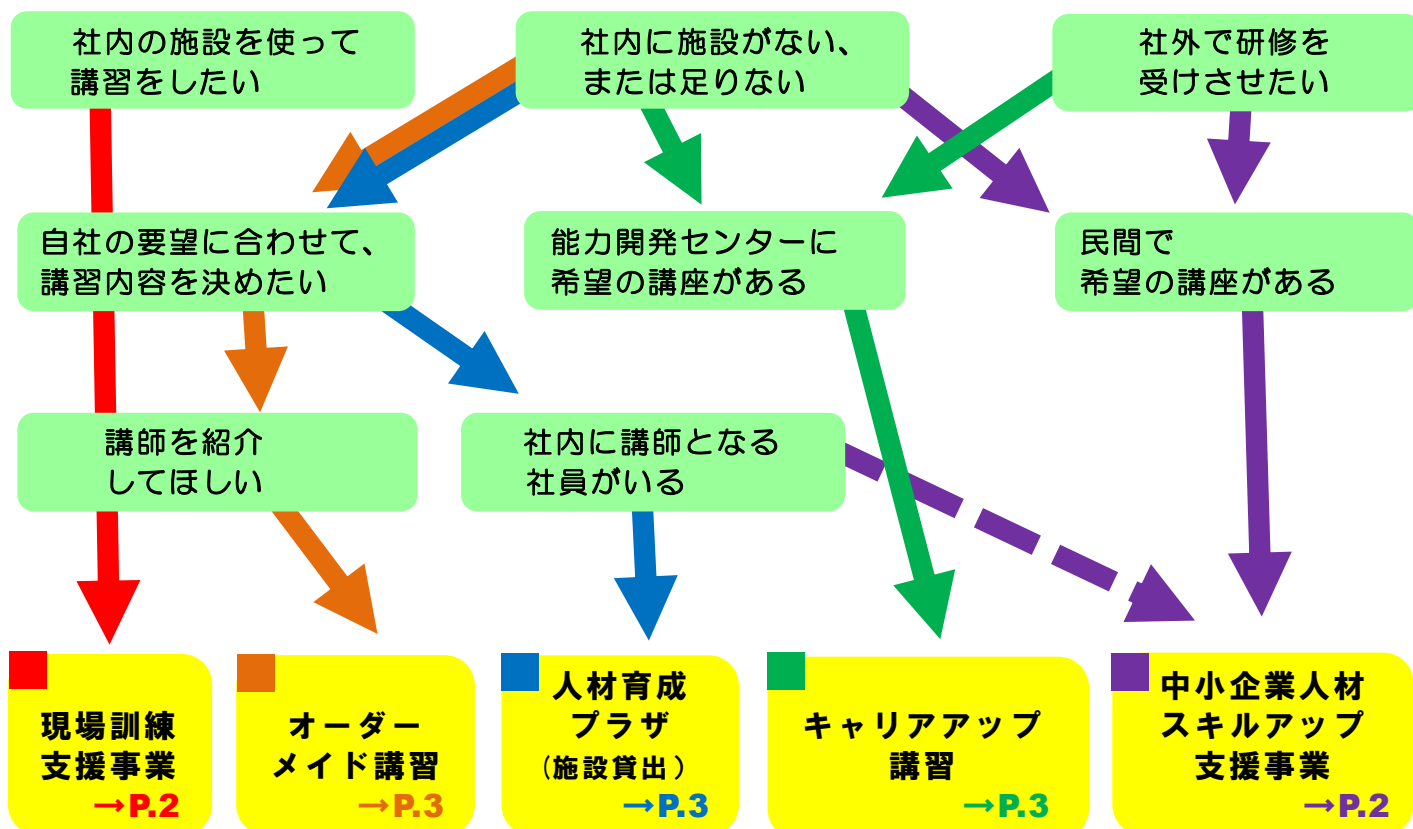 社内の施設を使って
講習をしたい
社内に施設がない、
または足りない
社外で研修を
受けさせたい
自社の要望に合わせて、
講習内容を決めたい
能力開発センターに
希望の講座がある
民間で
希望の講座がある
講師を紹介
してほしい
社内に講師となる
社員がいる
現場訓練
支援事業
→P.2
オーダー
メイド講習
→P.3
人材育成
プラザ
（施設貸出）
→P.3
キャリアアップ
講習
→P.3
中小企業人材
スキルアップ
支援事業
→P.2